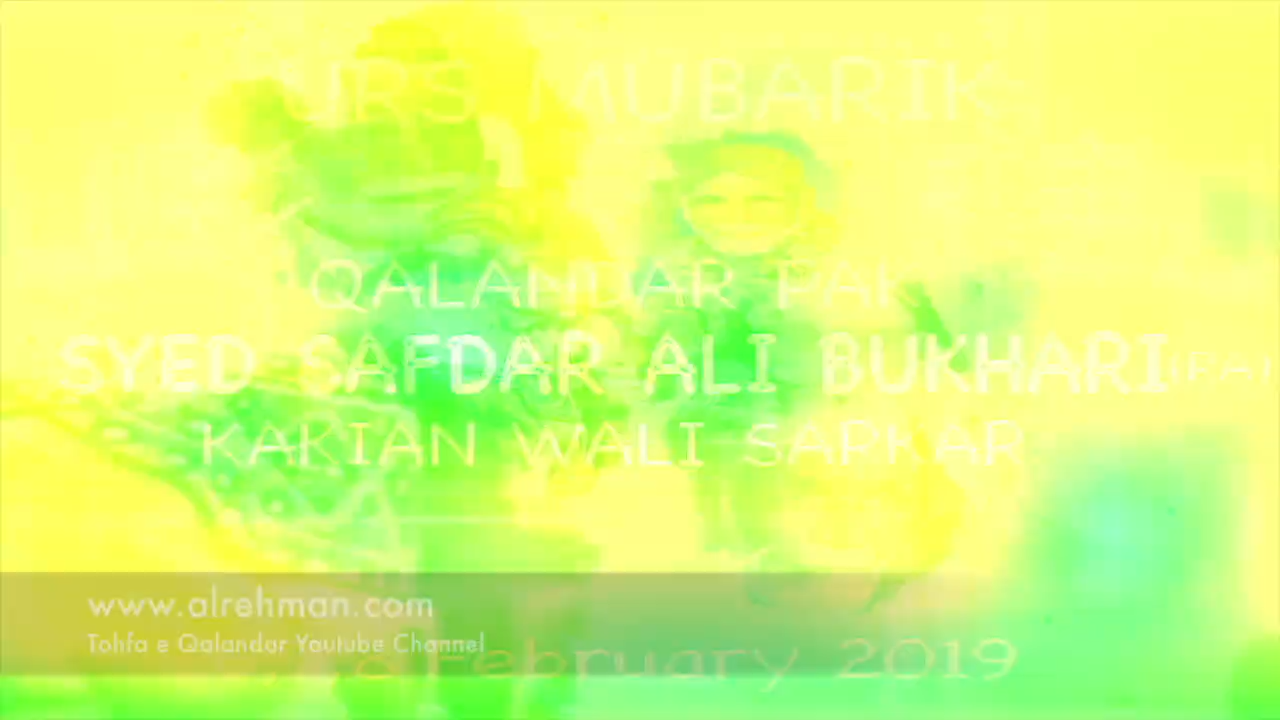 URS MUBARIK
QALANDAR PAK
SYED SAFDAR ALI BUKHARI
KAKIAN WALI SARKAR
www.alrehman.com
Tohfa e Qalandar Youtube Channel
February 2019